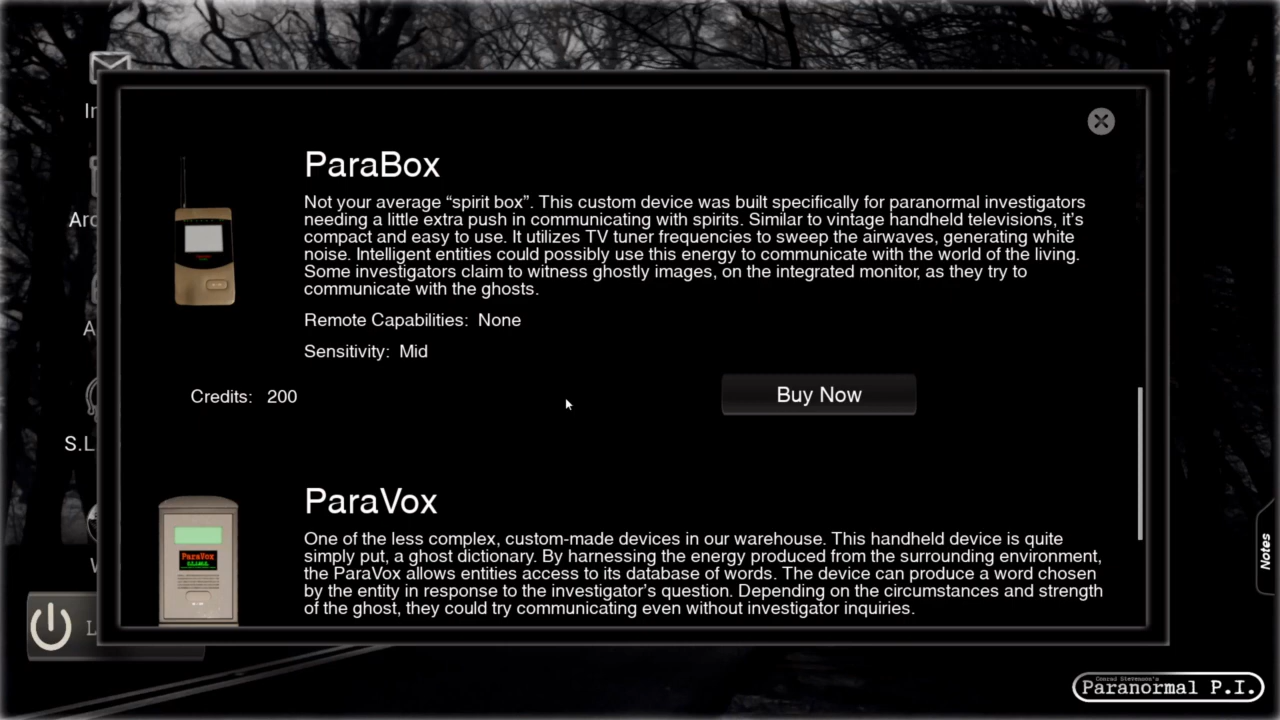 In
ParaBox
Not your average “spirit box”. This custom device was built specifically for paranormal investigators
needing a little extra push in communicating with spirits. Similar to vintage handheld televisions, it’s
Arc
compact and easy to use. It utilizes TV tuner frequencies to sweep the airwaves, generating white
noise. Intelligent entities could possibly use this energy to communicate with the world of the living.
Some investigators claim to witness ghostly images, on the integrated monitor, as they try to
communicate with the ghosts.
Remote Capabilities: None
A
Sensitivity: Mid
Credits: 200
Buy Now
S.L.
ParaVox
One of the less complex, custom-made devices in our warehouse. This handheld device is quite
simply put, a ghost dictionary. By harnessing the energy produced from the surrounding environment,
the ParaVox allows entities access to its database of words. The device can produce a word chosen
by the entity in response to the investigator’s question. Depending on the circumstances and strength
of the ghost, they could try communicating even without investigator inquiries.
ParaVox
Notes
L
Conrad Stevenson's
Paranormal P.I.